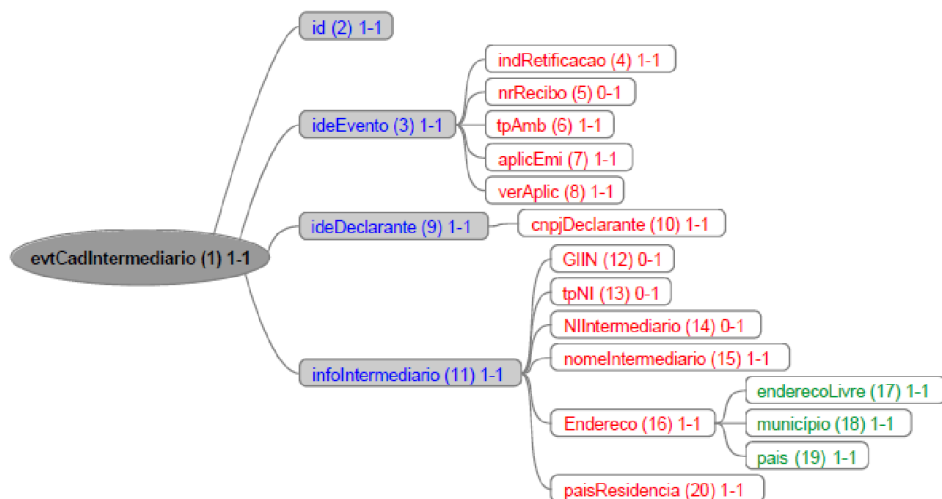 id (2) 1-1
indRetificacao (4) 1-1
nrRecibo (5) 0-1
ideEvento (3) 1-1
tpAmb (6) 1-1
aplicEmi (7) 1-1
verAplic (8) 1-1
ideDeclarante (9) 1-1
cnpjDeclarante (10) 1-1
evtCadIntermediario (1) 1-1
GIIN (12) 0-1
tpNI (13) 0-1
NIIntermediario (14) 0-1
nomeIntermediario (15) 1-1
infoIntermediario (11) 1-1
enderecoLivre (17) 1-1
Endereco (16) 1-1
município (18) 1-1
pais (19) 1-1
paisResidencia (20) 1-1